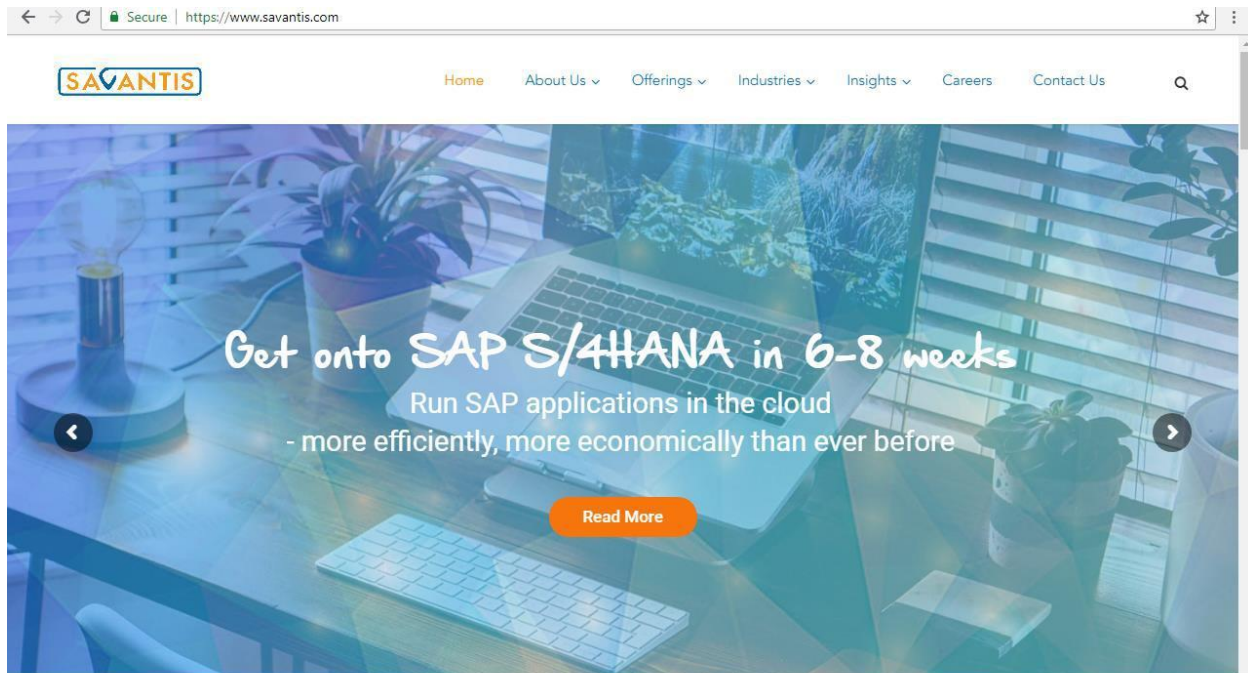 Secure | https://www.savantis.com
SAVANTIS
Home About Us Offerings Industries Insights Careers Contact Us
Get onto SAP S/4HANA in 6-8 weeks
Run SAP applications in the cloud
- more efficiently, more economically than ever before
Read More